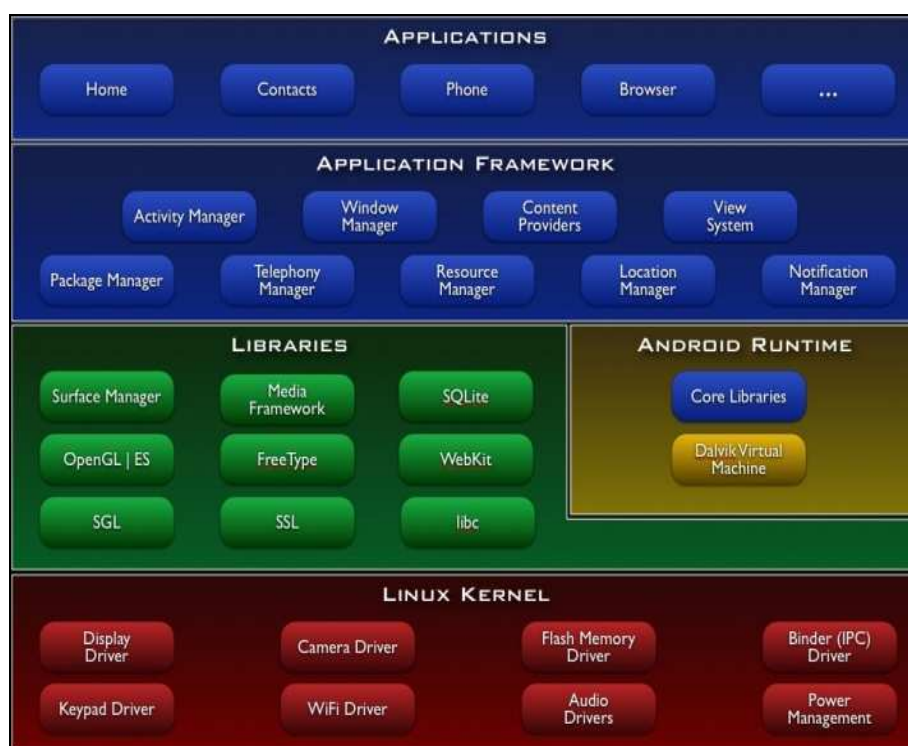 APPLICATIONS
Home
Contacts
Phone
Browser
...
APPLICATION FRAMEWORK
Activity Manager
Window
Manager
Content
Providers
View
System
Package Manager
Telephony
Manager
Resource
Manager
Location
Manager
Notification
Manager
LIBRARIES
Surface Manager
Media
Framework
SQLite
OpenGL | ES
FreeType
WebKit
SGL
SSL
libc
ANDROID RUNTIME
Core Libraries
Dalvik Virtual
Machine
LINUX KERNEL
Display
Driver
Camera Driver
Flash Memory
Driver
Binder (IPC)
Driver
Keypad Driver
WiFi Driver
Audio
Drivers
Power
Management